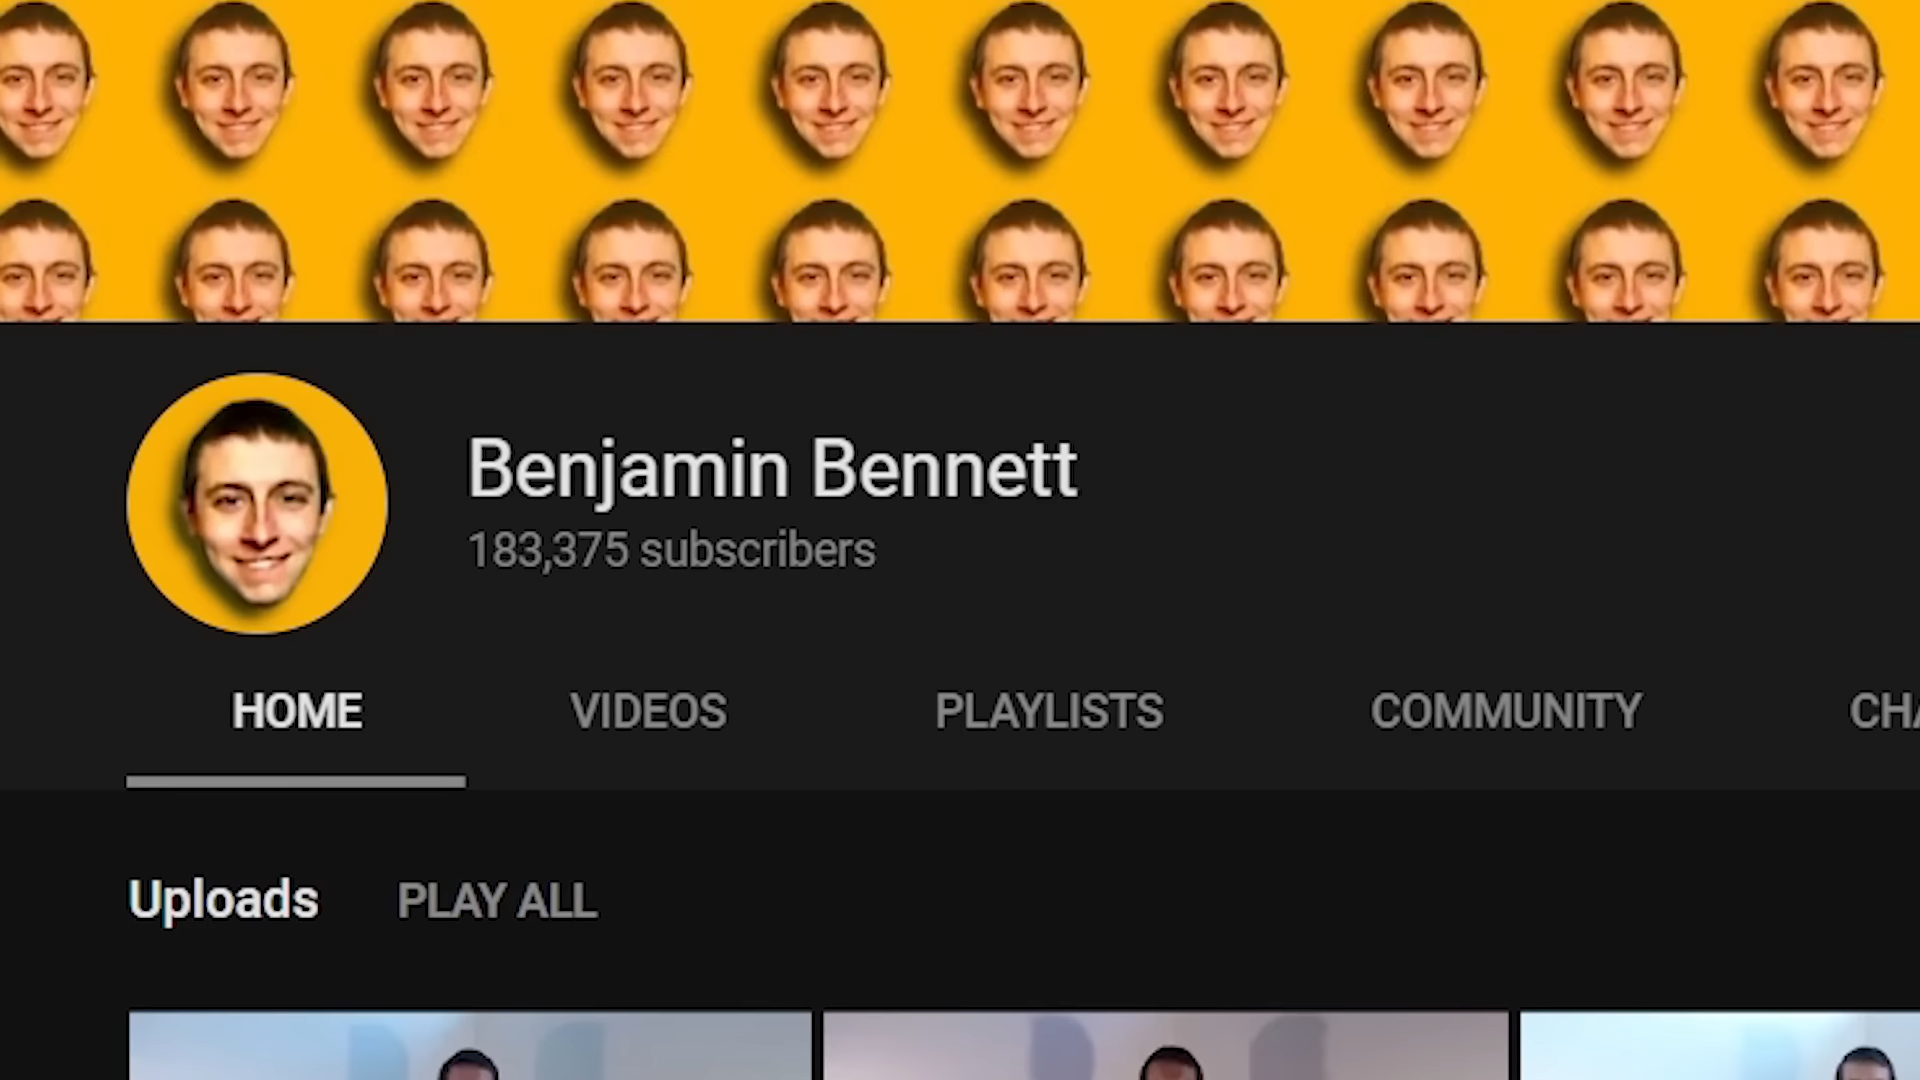 Benjamin Bennett
183,375 subscribers
HOME VIDEOS PLAYLISTS COMMUNITY
Uploads PLAY ALL